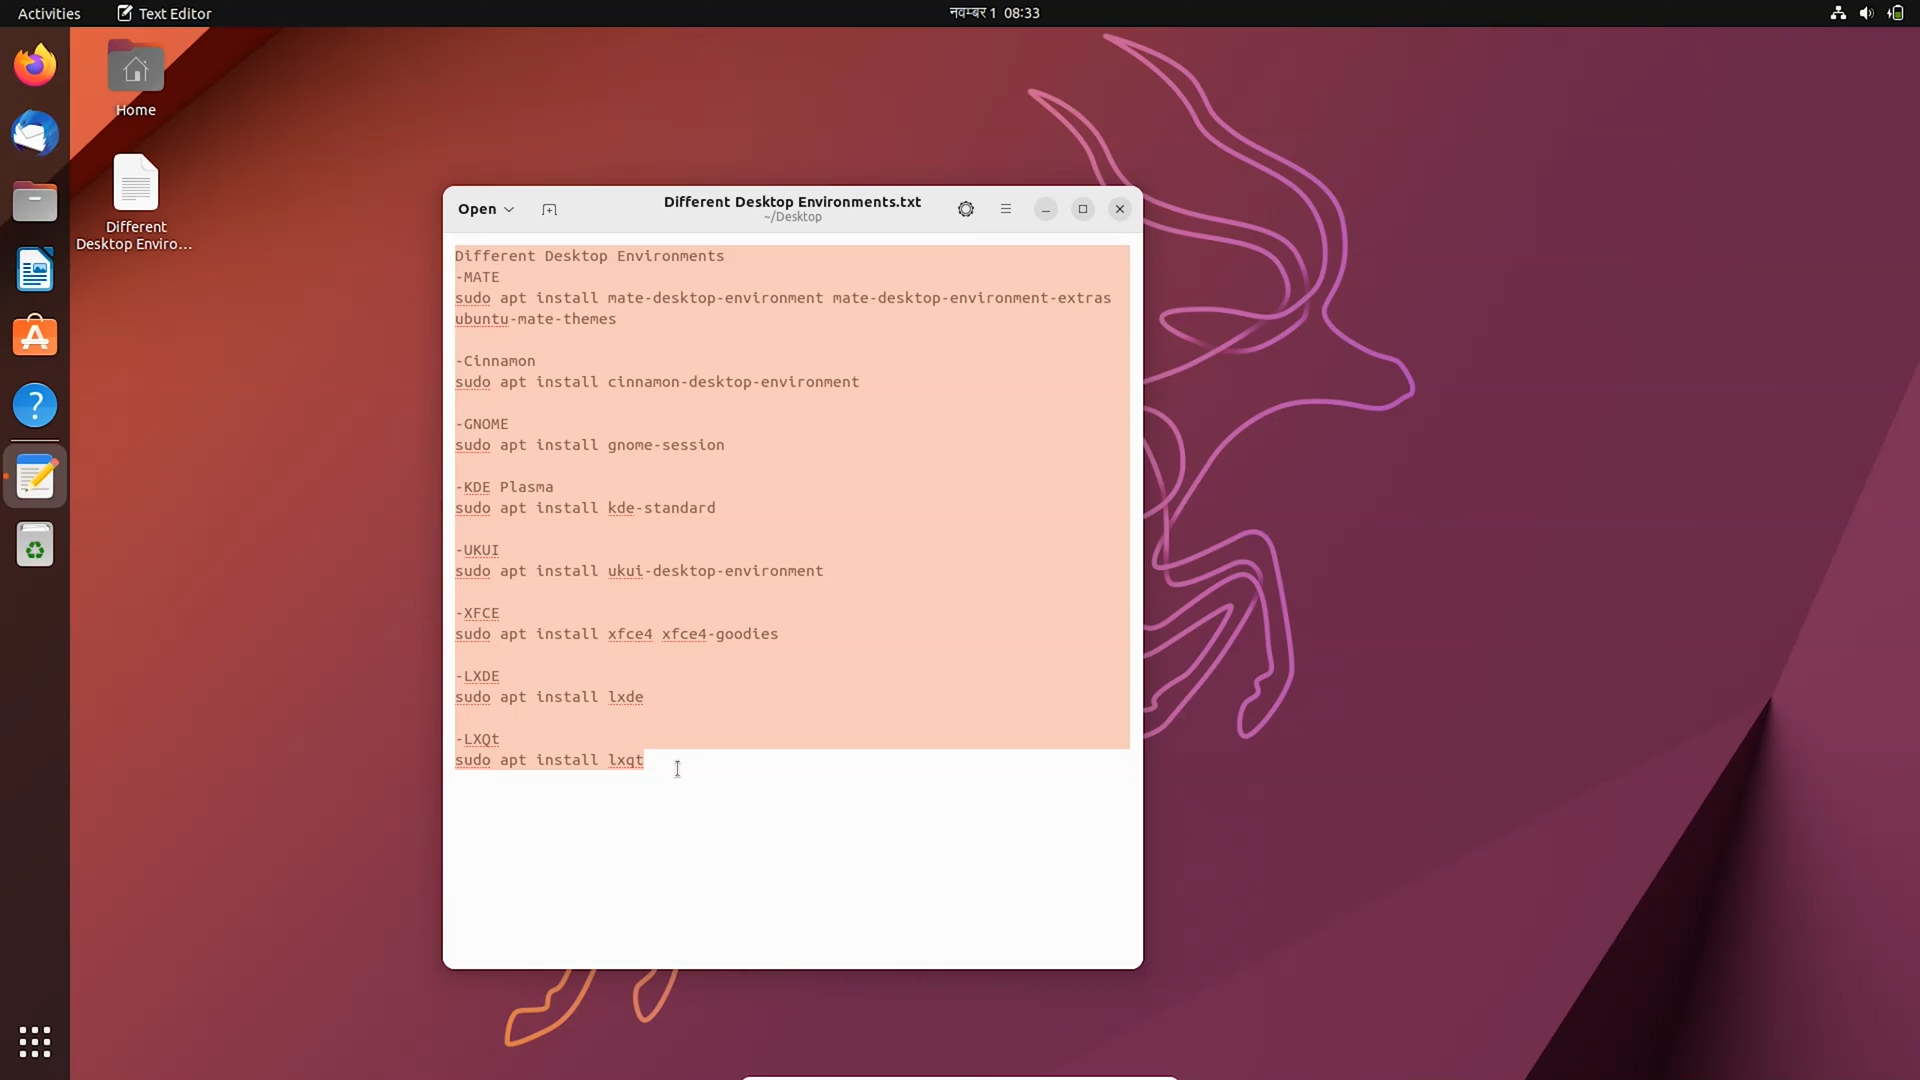 Activities
Text Editor
नवम्बर 1 08:33
Home
Different
Desktop Enviro...
Open
Different Desktop Environments.txt
~/Desktop
Different Desktop Environments
-MATE
sudo apt install mate-desktop-environment mate-desktop-environment-extras
ubuntu-mate-themes
-Cinnamon
sudo apt install cinnamon-desktop-environment
-GNOME
sudo apt install gnome-session
-KDE Plasma
sudo apt install kde-standard
-UKUI
sudo apt install ukui-desktop-environment
-XFCE
sudo apt install xfce4 xfce4-goodies
-LXDE
sudo apt install lxde
-LXQt
sudo apt install lxqt